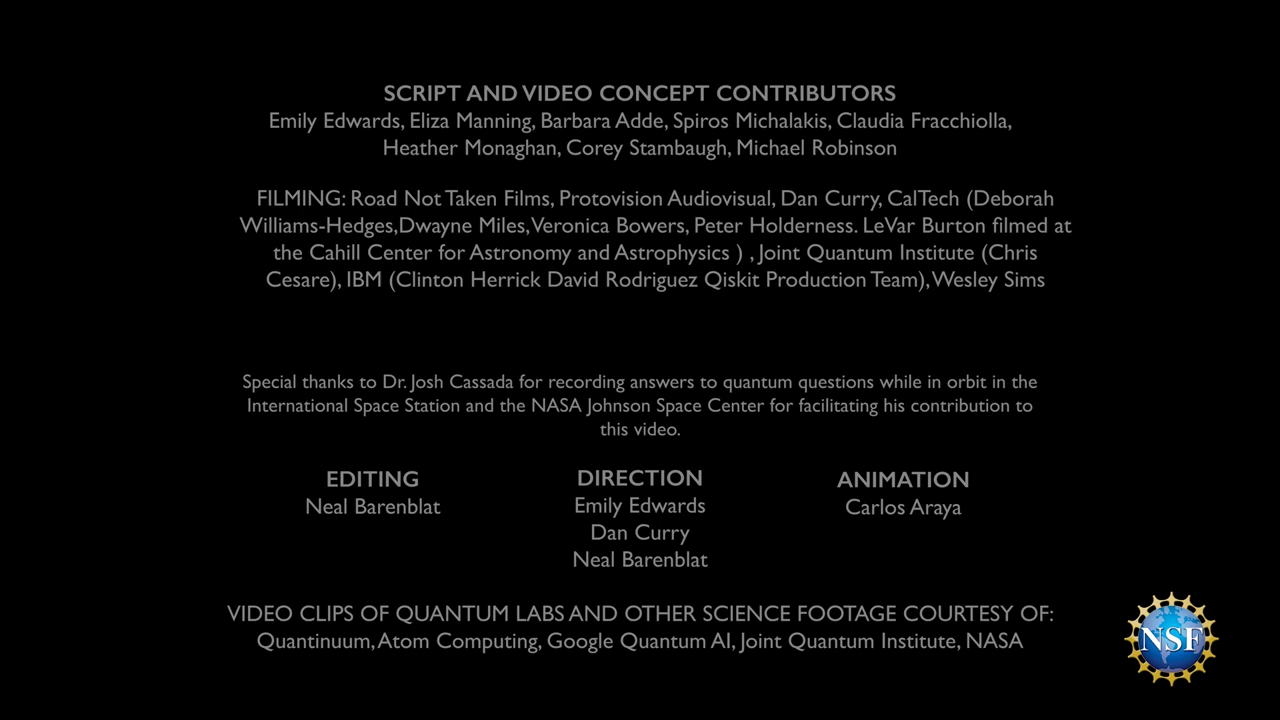 SCRIPT AND VIDEO CONCEPT CONTRIBUTORS
Emily Edwards, Eliza Manning, Barbara Adde, Spiros Michalakis, Claudia Fracchiolla,
Heather Monaghan, Corey Stambaugh, Michael Robinson
FILMING: Road Not Taken Films, Protovision Audiovisual, Dan Curry, CalTech (Deborah
Williams-Hedges,Dwayne Miles,Veronica Bowers, Peter Holderness. LeVar Burton filmed at
the Cahill Center for Astronomy and Astrophysics ) , Joint Quantum Institute (Chris
Cesare), IBM (Clinton Herrick David Rodriguez Qiskit Production Team),Wesley Sims
Special thanks to Dr. Josh Cassada for recording answers to quantum questions while in orbit in the
International Space Station and the NASA Johnson Space Center for facilitating his contribution to
this video.
EDITING
Neal Barenblat
DIRECTION
Emily Edwards
Dan Curry
Neal Barenblat
ANIMATION
Carlos Araya
VIDEO CLIPS OF QUANTUM LABS AND OTHER SCIENCE FOOTAGE COURTESY OF:
Quantinuum, Atom Computing, Google Quantum AI, Joint Quantum Institute, NASA
NSF